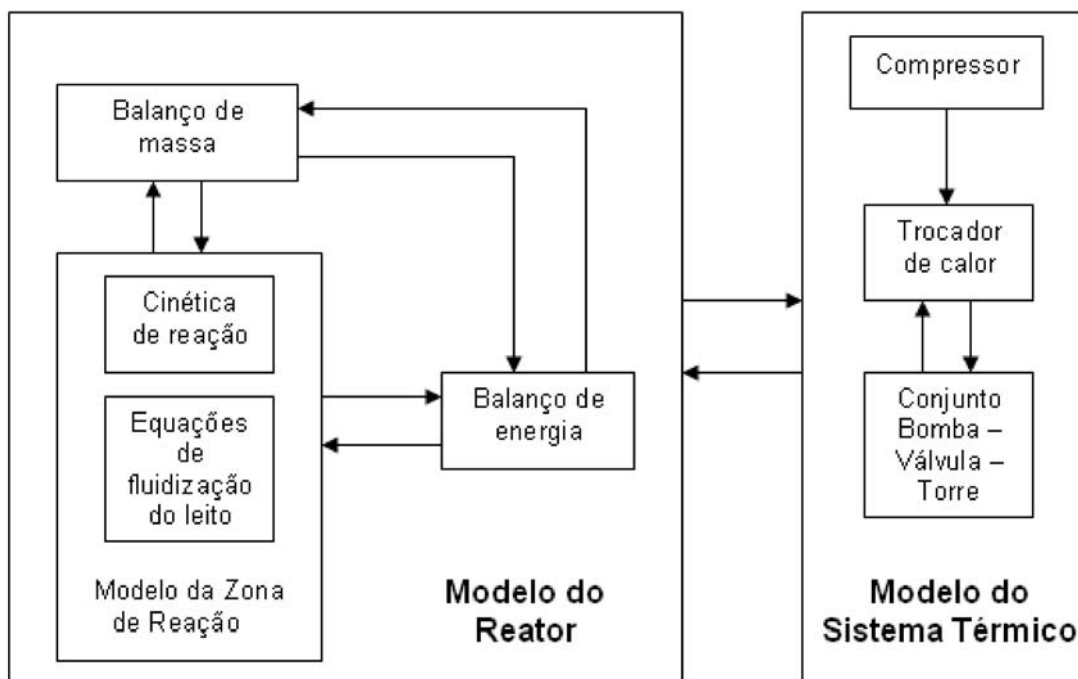 Balanço de
massa
Cinética
de reação
Equações
de
fluidização
do leito
Modelo da Zona
de Reação
Balanço de
energia
Modelo do
Reator
Compressor
Trocador
de calor
Conjunto
Bomba –
Válvula –
Torre
Modelo do
Sistema Térmico